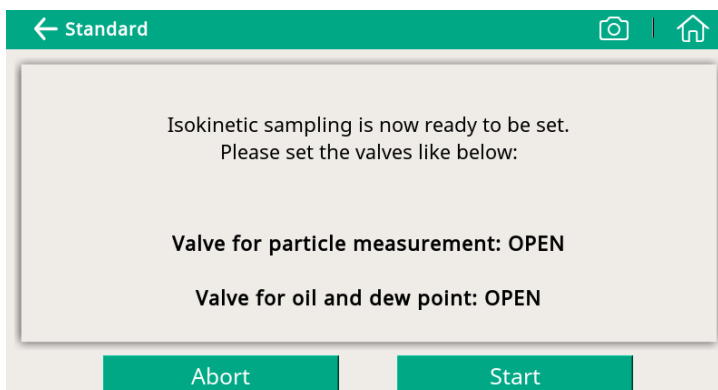 Standard
Isokinetic sampling is now ready to be set.
Please set the valves like below:
Valve for particle measurement: OPEN
Valve for oil and dew point: OPEN
Abort
Start